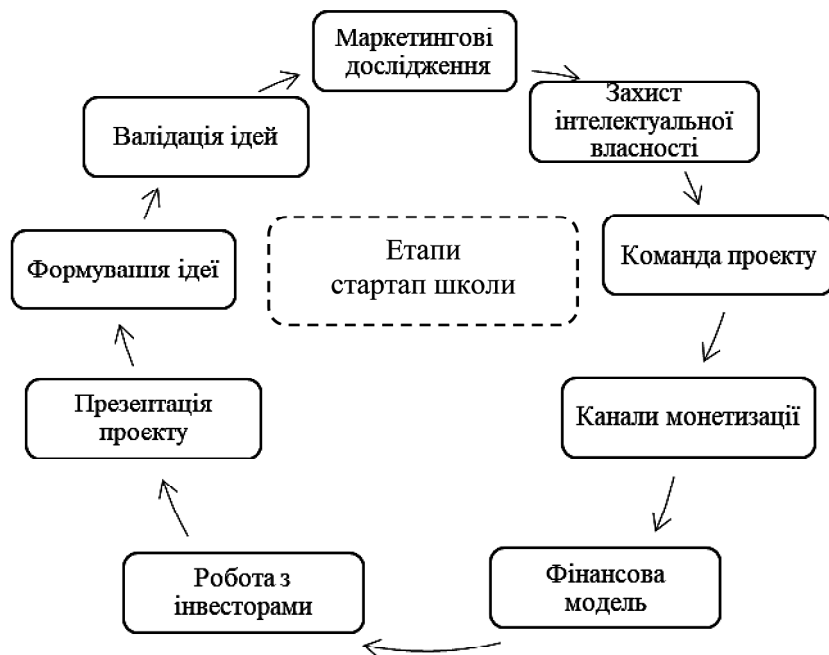 Маркетингові
дослідження
Захист
інтелектуальної
власності
Валідація ідей
Формування ідеї
Етапи
стартап школи
Команда проєкту
Презентація
проєкту
Канали монетизації
Робота з
інвесторами
Фінансова
модель